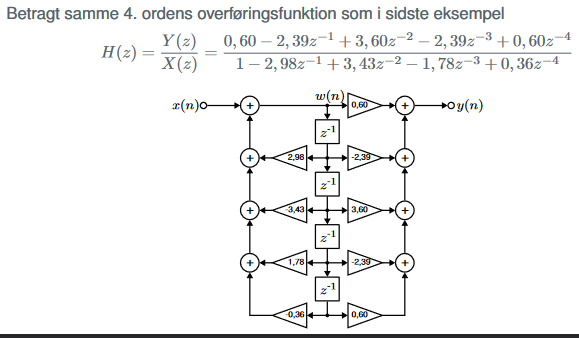 Betragt samme 4. ordens overføringsfunktion som i sidste eksempel
H(z) = Y(z)/X(z) = (0,60 − 2,39z⁻¹ + 3,60z⁻² − 2,39z⁻³ + 0,60z⁻⁴)/(1 − 2,98z⁻¹ + 3,43z⁻² − 1,78z⁻³ + 0,36z⁻⁴)
x(n) + w(n) 0,60 + y(n)
z⁻¹
+ 2,98 -2,39 +
z⁻¹
+ -3,43 3,60 +
z⁻¹
+ 1,78 -2,39 +
z⁻¹
-0,36 0,60